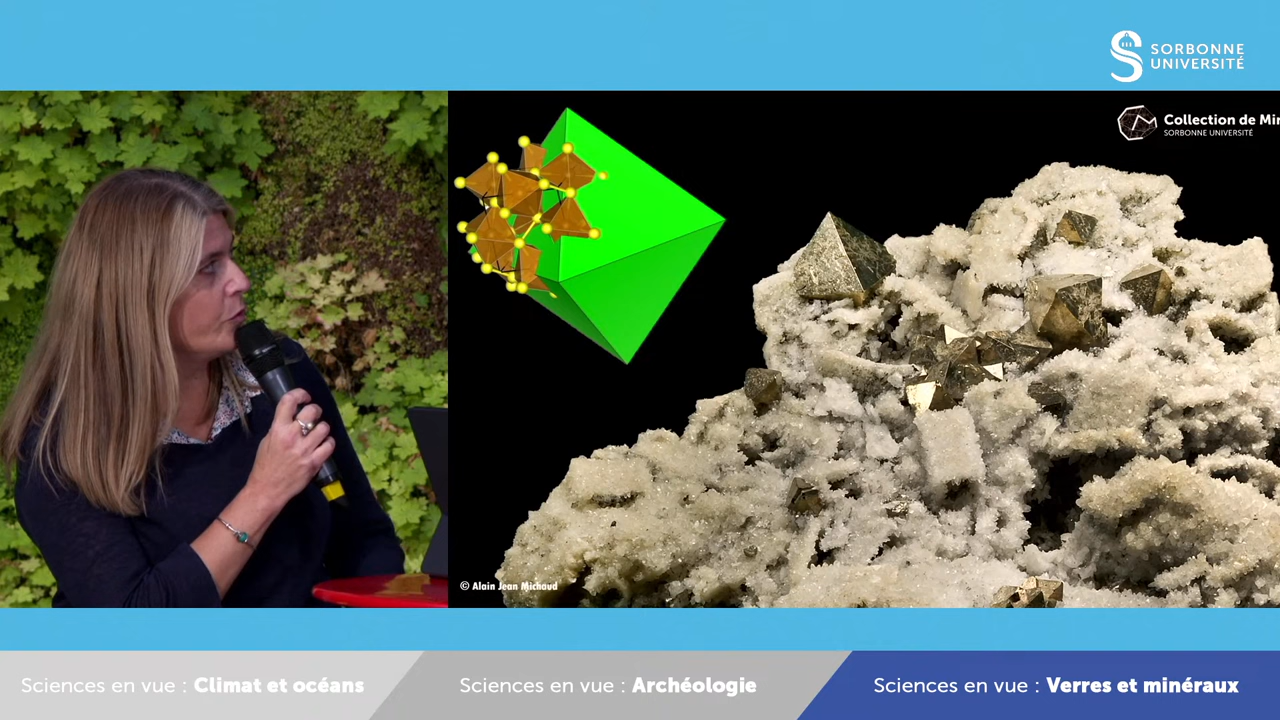 SORBONNE
UNIVERSITÉ
Collection de Mi
SORBONNE UNIVERSITÉ
© Alain Jean Michaud
Sciences en vue : Climat et océans
Sciences en vue : Archéologie
Sciences en vue : Verres et minéraux